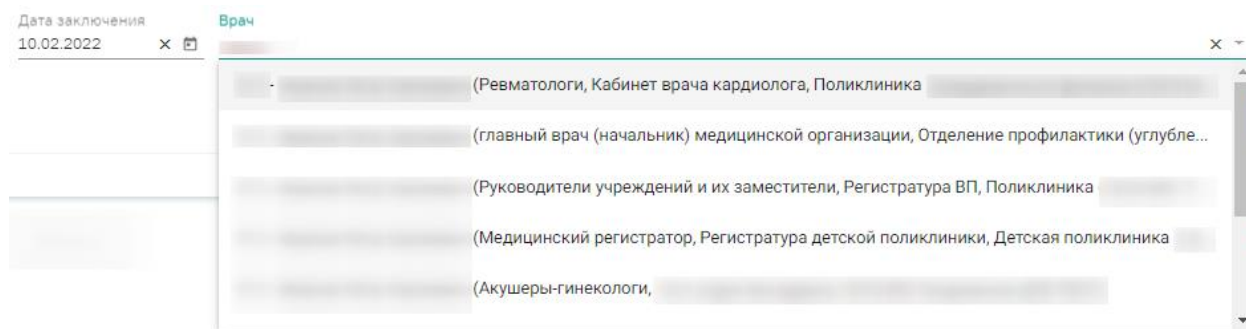 Дата заключения Врач
10.02.2022
- (Ревматологи, Кабинет врача кардиолога, Поликлиника
(главный врач (начальник) медицинской организации, Отделение профилактики (углубле...
(Руководители учреждений и их заместители, Регистратура ВП, Поликлиника
(Медицинский регистратор, Регистратура детской поликлиники, Детская поликлиника
(Акушеры-гинекологи,